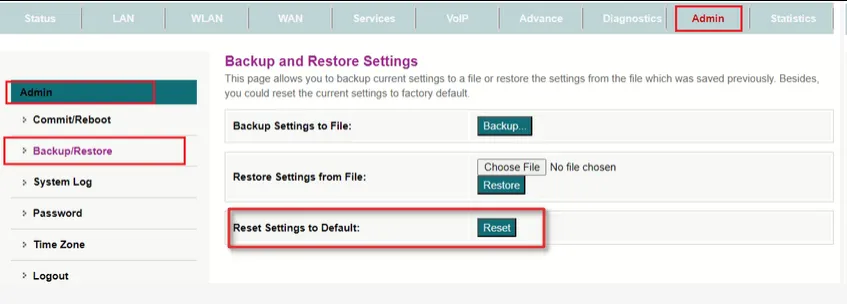 Status LAN WLAN WAN Services VoIP Advance Diagnostics Admin Statistics
Admin
Commit/Reboot
Backup/Restore
System Log
Password
Time Zone
Logout
Backup and Restore Settings
This page allows you to backup current settings to a file or restore the settings from the file which was saved previously. Besides,
you could reset the current settings to factory default.
Backup Settings to File: Backup...
Restore Settings from File: Choose File No file chosen
Restore
Reset Settings to Default: Reset